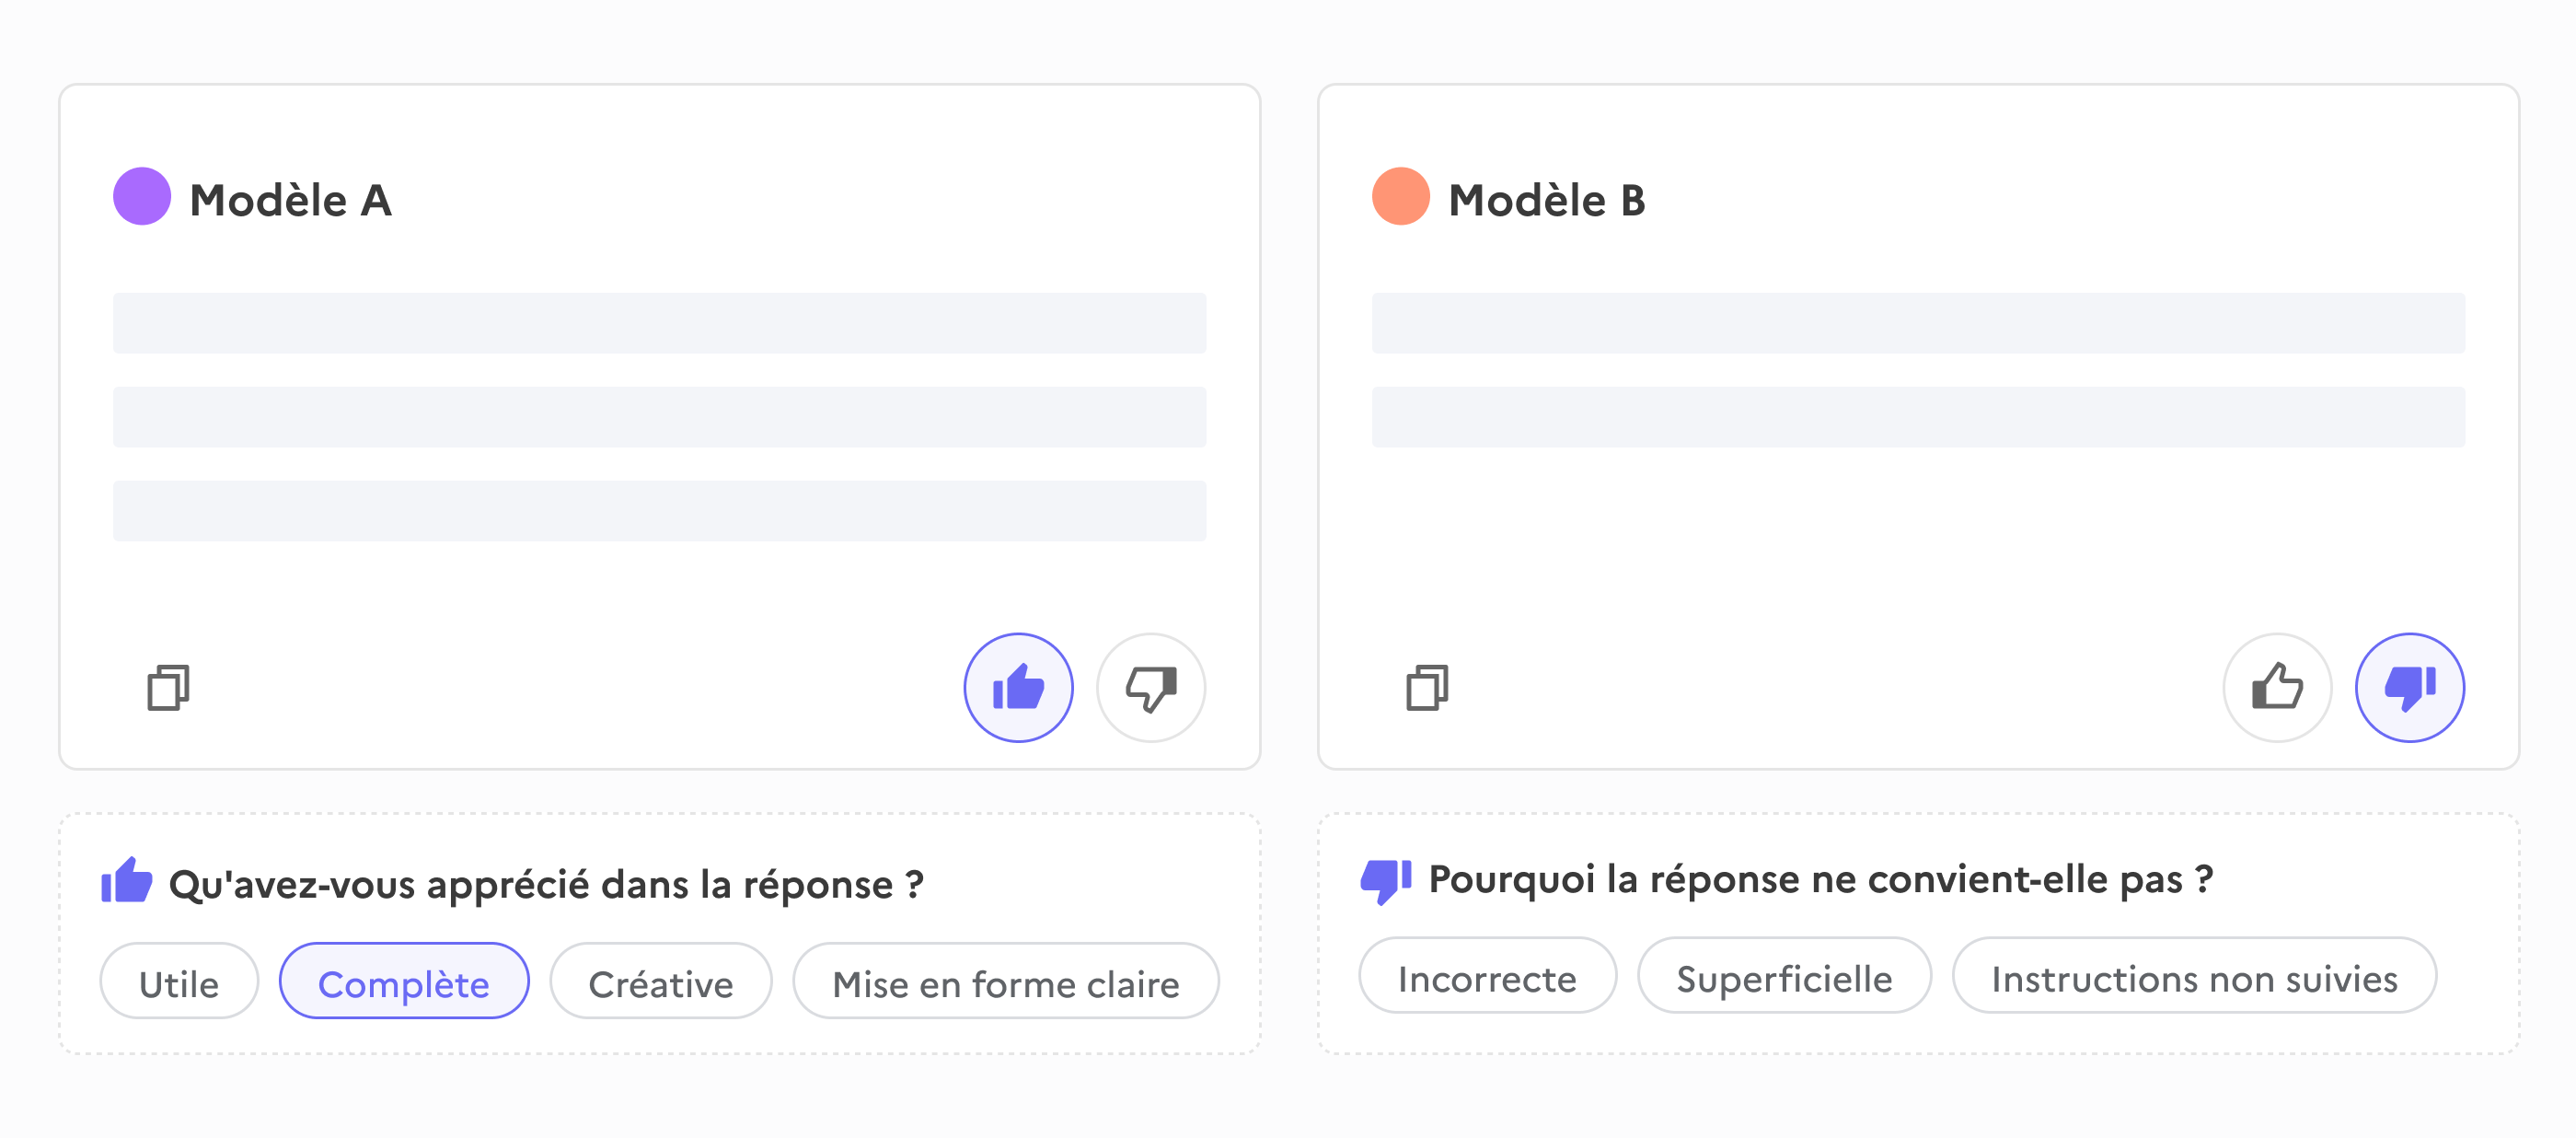 Modèle A
Modèle B
Qu'avez-vous apprécié dans la réponse ?
Utile
Complète
Créative
Mise en forme claire
Pourquoi la réponse ne convient-elle pas ?
Incorrecte
Superficielle
Instructions non suivies